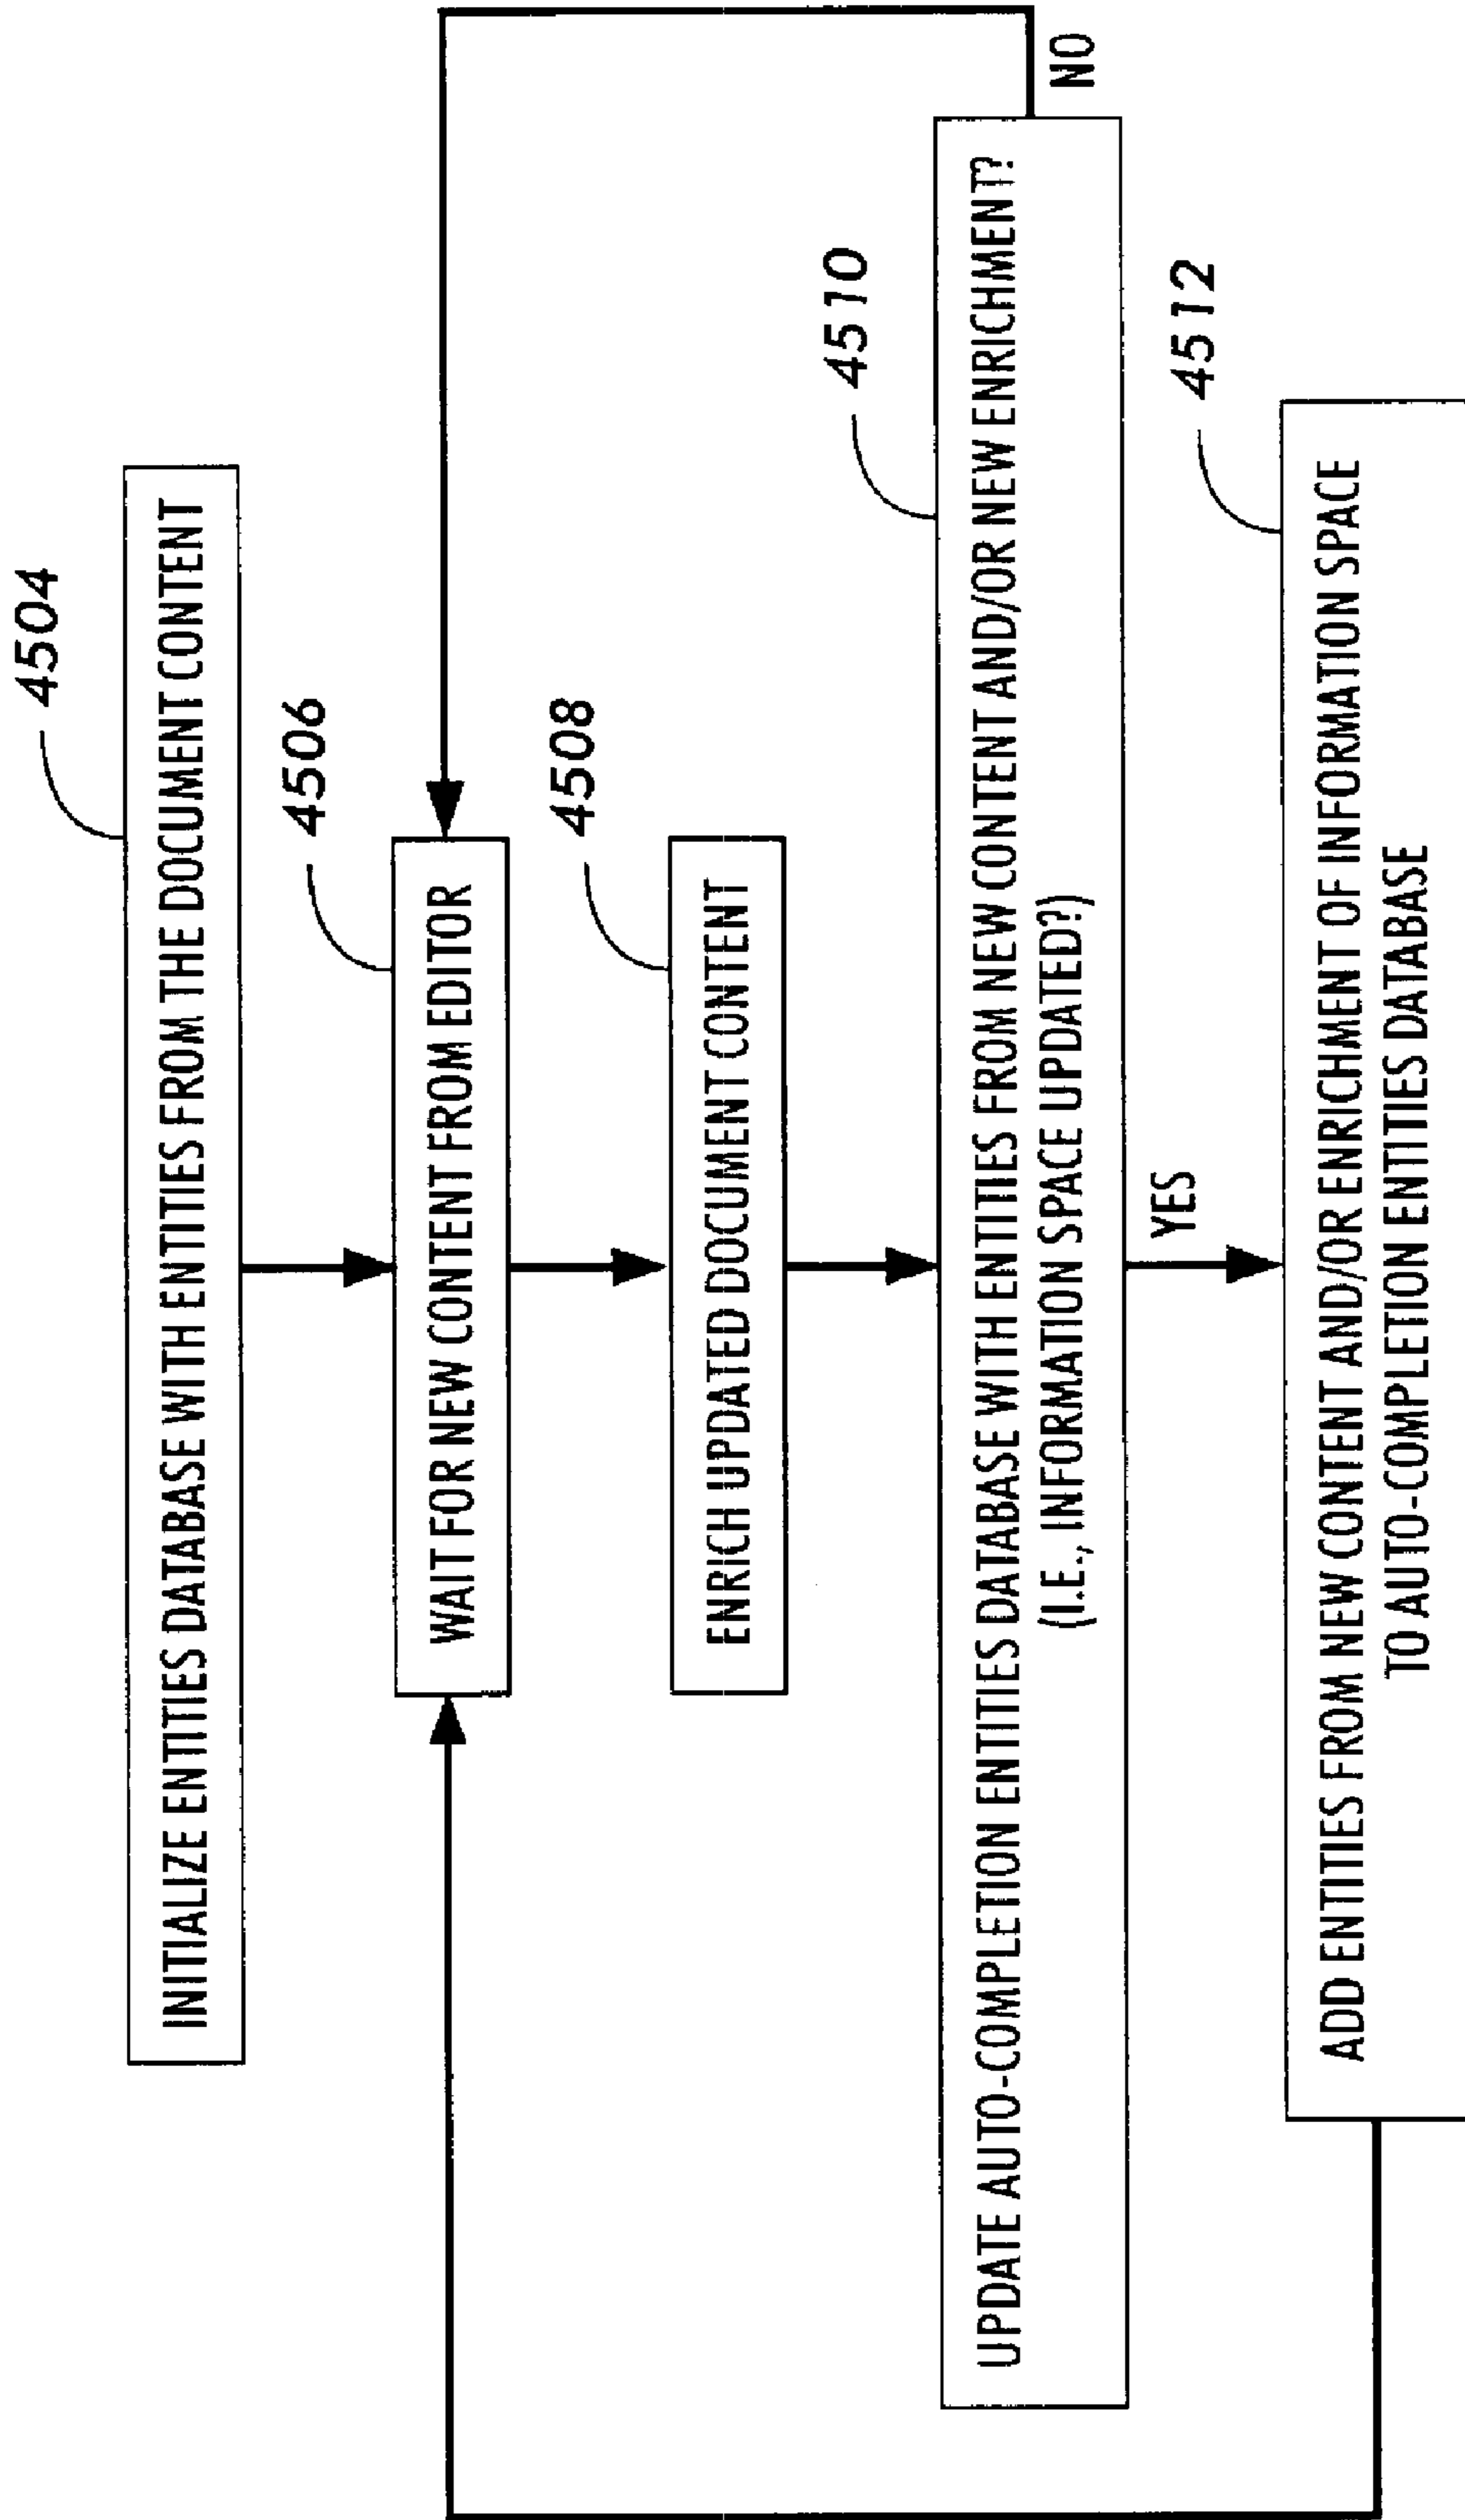 4504
INITIALIZE ENTITIES DATABASE WITH ENTITIES FROM THE DOCUMENT CONTENT
4506
WAIT FOR NEW CONTENT FROM EDITOR
4508
ENRICH UPDATED DOCUMENT CONTENT
4510
UPDATE AUTO-COMPLETION ENTITIES DATABASE WITH ENTITIES FROM NEW CONTENT AND/OR NEW ENRICHMENT?
(I.E., INFORMATION SPACE UPDATED?)
NO
YES
4512
ADD ENTITIES FROM NEW CONTENT AND/OR ENRICHMENT OF INFORMATION SPACE
TO AUTO-COMPLETION ENTITIES DATABASE